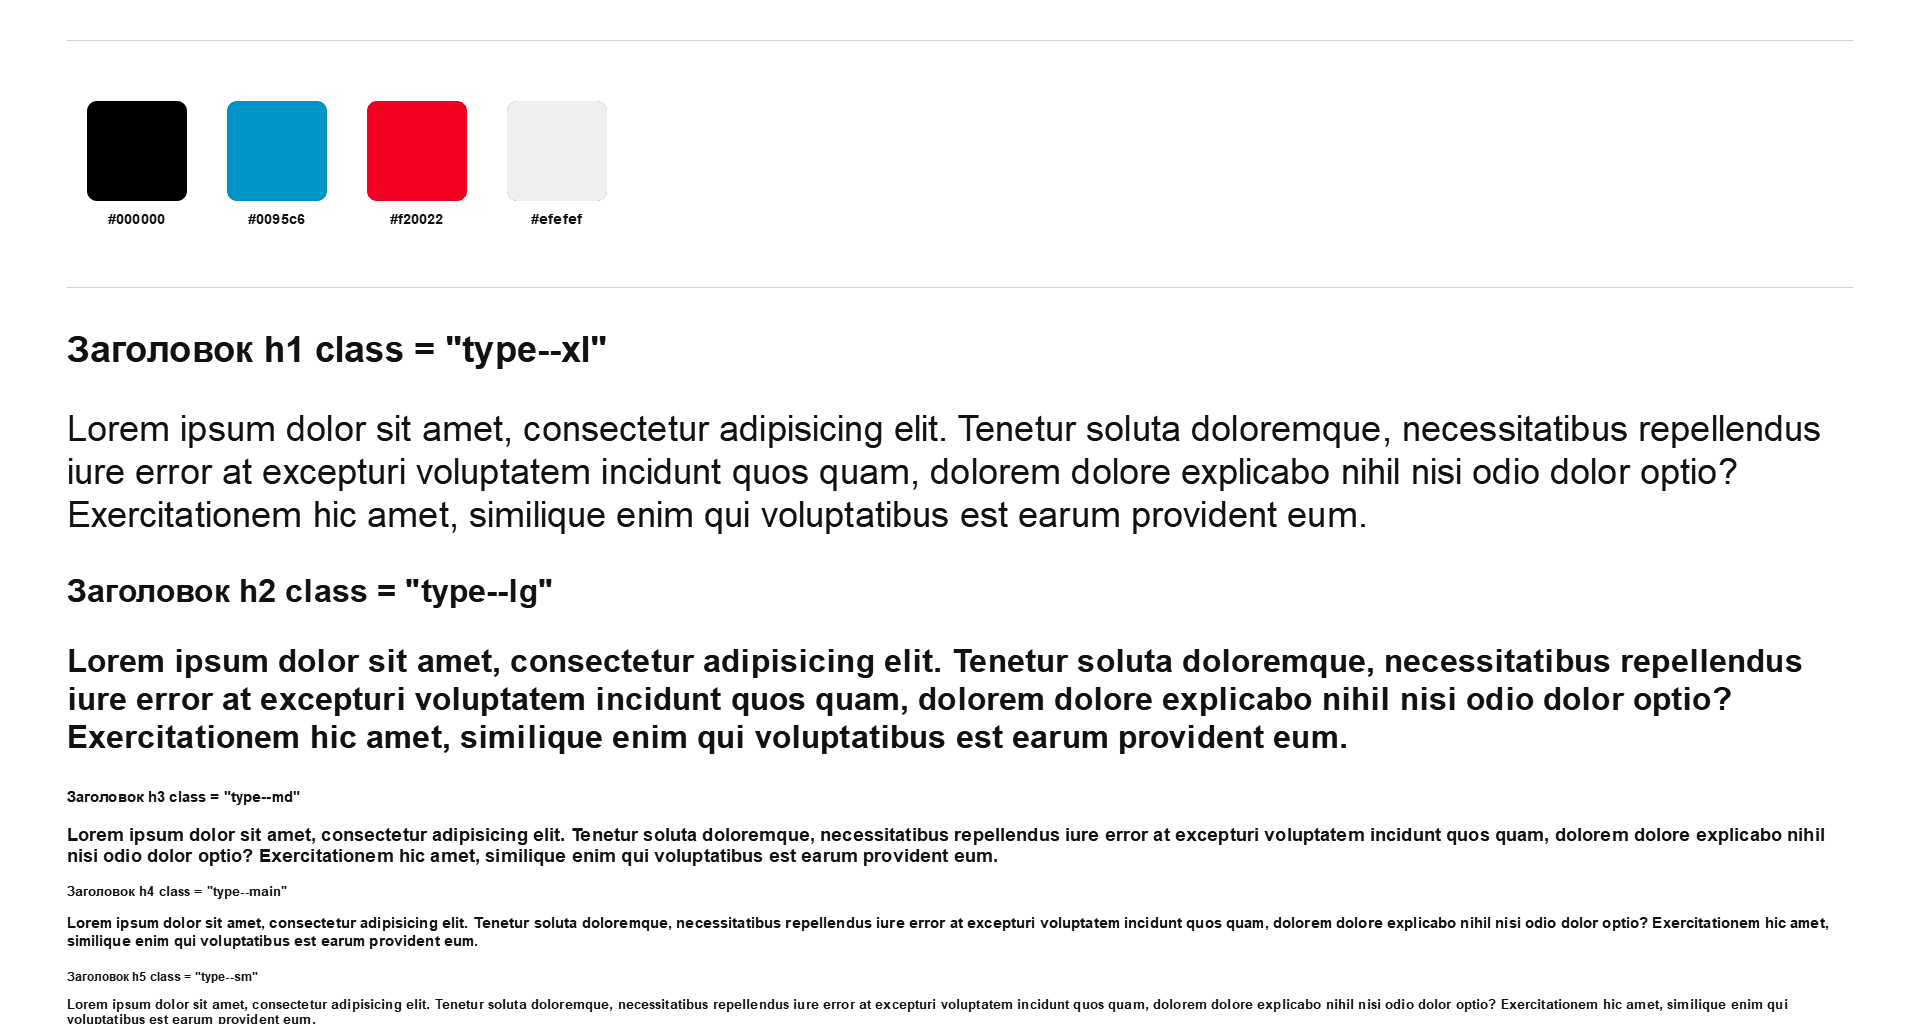 #000000 #0095c6 #f20022 #efefef
Заголовок h1 class = "type--xl"
Lorem ipsum dolor sit amet, consectetur adipisicing elit. Tenetur soluta doloremque, necessitatibus repellendus
iure error at excepturi voluptatem incidunt quos quam, dolorem dolore explicabo nihil nisi odio dolor optio?
Exercitationem hic amet, similique enim qui voluptatibus est earum provident eum.
Заголовок h2 class = "type--lg"
Lorem ipsum dolor sit amet, consectetur adipisicing elit. Tenetur soluta doloremque, necessitatibus repellendus
iure error at excepturi voluptatem incidunt quos quam, dolorem dolore explicabo nihil nisi odio dolor optio?
Exercitationem hic amet, similique enim qui voluptatibus est earum provident eum.
Заголовок h3 class = "type--md"
Lorem ipsum dolor sit amet, consectetur adipisicing elit. Tenetur soluta doloremque, necessitatibus repellendus iure error at excepturi voluptatem incidunt quos quam, dolorem dolore explicabo nihil
nisi odio dolor optio? Exercitationem hic amet, similique enim qui voluptatibus est earum provident eum.
Заголовок h4 class = "type--main"
Lorem ipsum dolor sit amet, consectetur adipisicing elit. Tenetur soluta doloremque, necessitatibus repellendus iure error at excepturi voluptatem incidunt quos quam, dolorem dolore explicabo nihil nisi odio dolor optio? Exercitationem hic amet,
similique enim qui voluptatibus est earum provident eum.
Заголовок h5 class = "type--sm"
Lorem ipsum dolor sit amet, consectetur adipisicing elit. Tenetur soluta doloremque, necessitatibus repellendus iure error at excepturi voluptatem incidunt quos quam, dolorem dolore explicabo nihil nisi odio dolor optio? Exercitationem hic amet, similique enim qui
voluptatibus est earum provident eum.